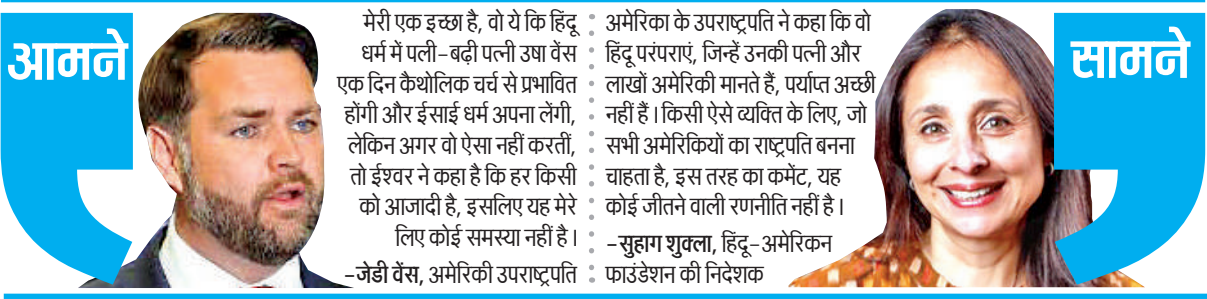 आमने
मेरी एक इच्छा है, वो ये कि हिंदू
धर्म में पली-बढ़ी पत्नी उषा वेंस
एक दिन कैथोलिक चर्च से प्रभावित
होंगी और ईसाई धर्म अपना लेंगी,
लेकिन अगर वो ऐसा नहीं करतीं,
तो ईश्वर ने कहा है कि हर किसी
को आजादी है, इसलिए यह मेरे
लिए कोई समस्या नहीं है।
-जेडी वेंस, अमेरिकी उपराष्ट्रपति
अमेरिका के उपराष्ट्रपति ने कहा कि वो
हिंदू परंपराएं, जिन्हें उनकी पत्नी और
लाखों अमेरिकी मानते हैं, पर्याप्त अच्छी
नहीं हैं। किसी ऐसे व्यक्ति के लिए, जो
सभी अमेरिकियों का राष्ट्रपति बनना
चाहता है, इस तरह का कमेंट, यह
कोई जीतने वाली रणनीति नहीं है।
-सुहाग शुक्ला, हिंदू-अमेरिकन
फाउंडेशन की निदेशक
सामने